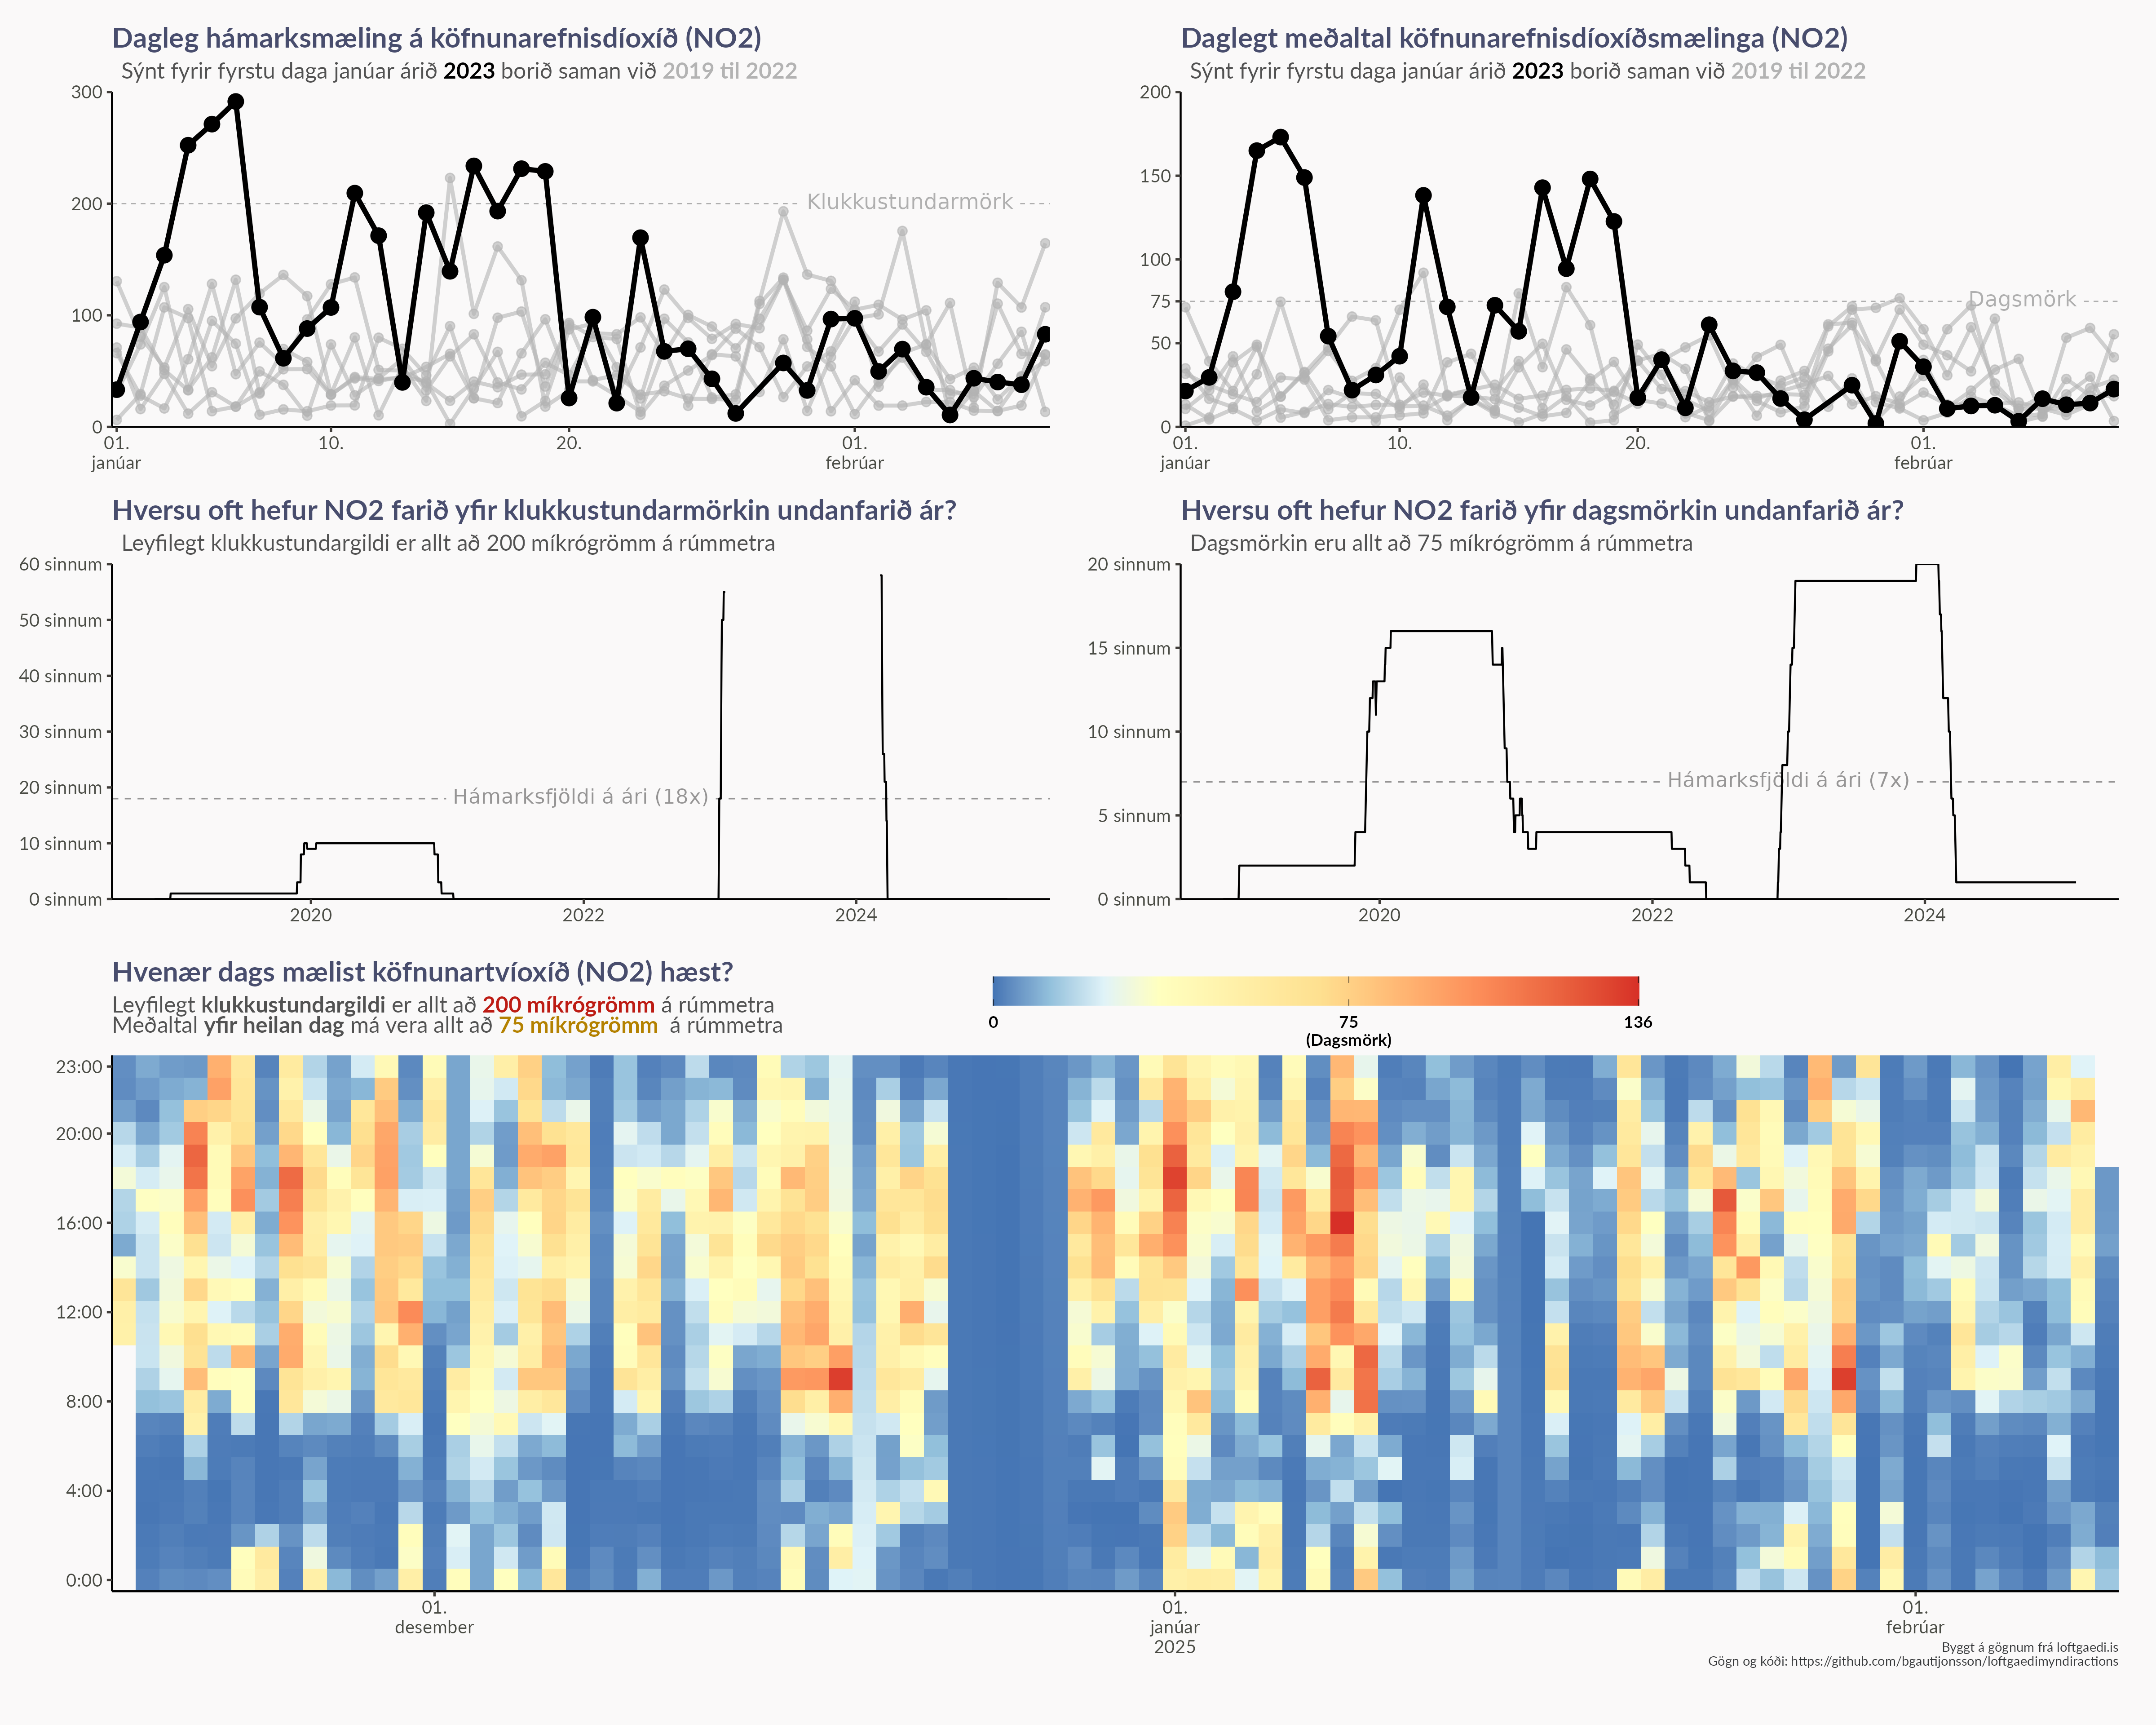 Dagleg hámarksmæling á köfnunarefnisdíoxíð (NO2)
Sýnt fyrir fyrstu daga janúar árið 2023 borið saman við 2019 til 2022
300
200
100
0
Klukkustundarmörk
01.
janúar
10.
20.
01.
febrúar
Daglegt meðaltal köfnunarefnisdíoxíðsmælinga (NO2)
Sýnt fyrir fyrstu daga janúar árið 2023 borið saman við 2019 til 2022
200
150
100
75
50
0
Dagsmörk
01.
janúar
10.
20.
01.
febrúar
Hversu oft hefur NO2 farið yfir klukkustundarmörkin undanfarið ár?
Leyfilegt klukkustundargildi er allt að 200 míkrógrömm á rúmmetra
60 sinnum
50 sinnum
40 sinnum
30 sinnum
20 sinnum
10 sinnum
0 sinnum
Hámarksfjöldi á ári (18x)
2020
2022
2024
Hversu oft hefur NO2 farið yfir dagsmörkin undanfarið ár?
Dagsmörkin eru allt að 75 míkrógrömm á rúmmetra
20 sinnum
15 sinnum
10 sinnum
5 sinnum
0 sinnum
Hámarksfjöldi á ári (7x)
2020
2022
2024
Hvenær dags mælist köfnunartvíoxíð (NO2) hæst?
Leyfilegt klukkustundargildi er allt að 200 míkrógrömm á rúmmetra
Meðaltal yfir heilan dag má vera allt að 75 míkrógrömm á rúmmetra
0
75
(Dagsmörk)
136
23:00
20:00
16:00
12:00
8:00
4:00
0:00
01.
desember
01.
janúar
2025
01.
febrúar
Byggt á gögnum frá loftgaedi.is
Gögn og kóði: https://github.com/bgautijonsson/loftgaedimyndiractions